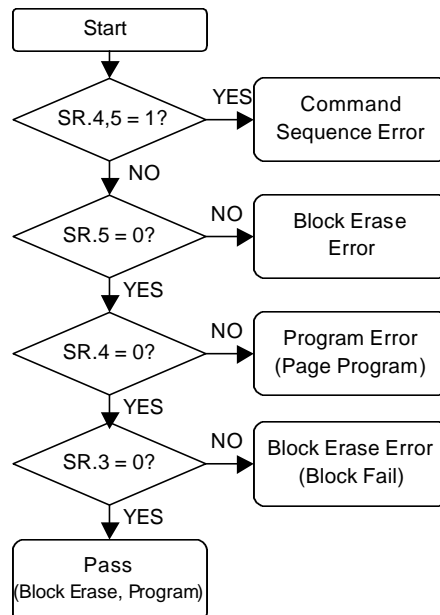 Start
SR.4,5 = 1?
YES
Command
Sequence Error
NO
SR.5 = 0?
NO
Block Erase
Error
YES
SR.4 = 0?
NO
Program Error
(Page Program)
YES
SR.3 = 0?
NO
Block Erase Error
(Block Fail)
YES
Pass
(Block Erase, Program)